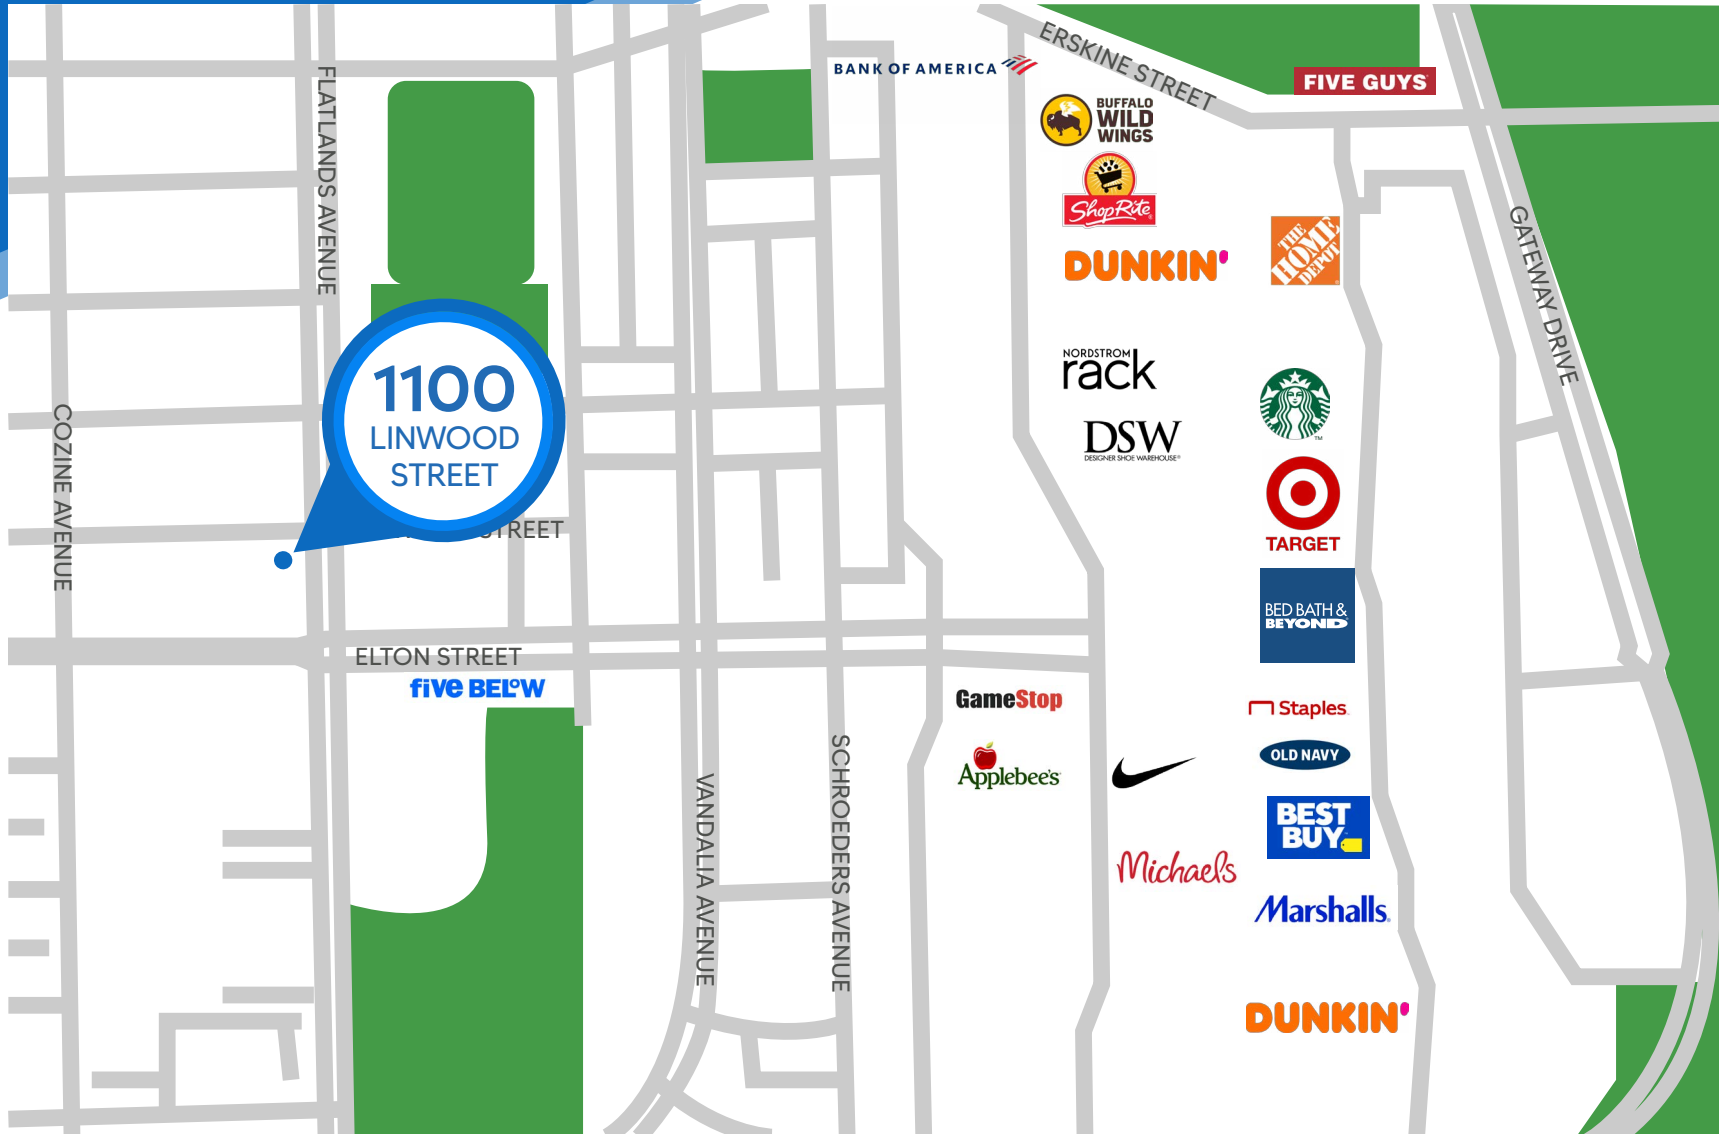 ERSKINE STREET
BANK OF AMERICA
FIVE GUYS
FLATLANDS AVENUE
BUFFALO
WILD
WINGS
ShopRite
GATEWAY DRIVE
THE
HOME
DEPOT
DUNKIN'
NORDSTROM
rack
1100
LINWOOD
STREET
COZINE AVENUE
DSW
DESIGNER SHOE WAREHOUSE
STREET
TARGET
BED BATH &
BEYOND
ELTON STREET
five BELOW
GameStop
Staples
SCHROEDERS AVENUE
OLD NAVY
Applebee's
VANDALIA AVENUE
BEST
BUY
Michaels
Marshalls
DUNKIN'